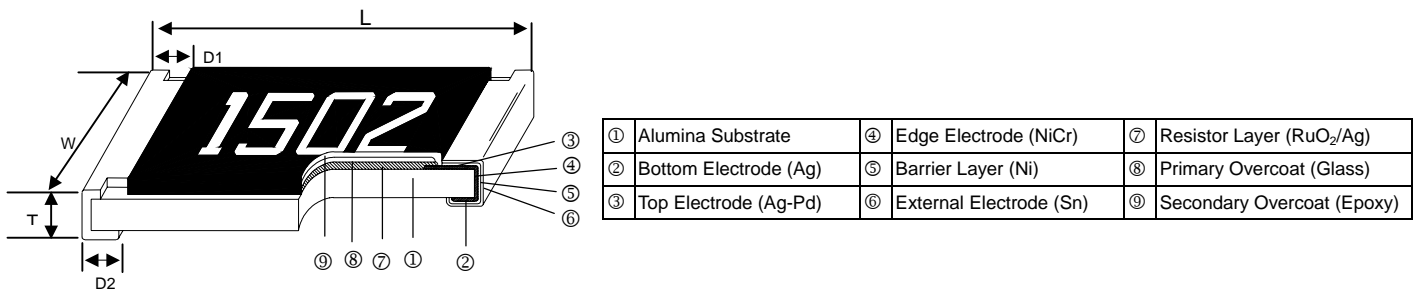 L
D1
1502
W
T
D2
③
④
⑤
⑥
⑨ ⑧ ⑦ ① ②
① Alumina Substrate ④ Edge Electrode (NiCr) ⑦ Resistor Layer (RuO₂/Ag)
② Bottom Electrode (Ag) ⑤ Barrier Layer (Ni) ⑧ Primary Overcoat (Glass)
③ Top Electrode (Ag-Pd) ⑥ External Electrode (Sn) ⑨ Secondary Overcoat (Epoxy)